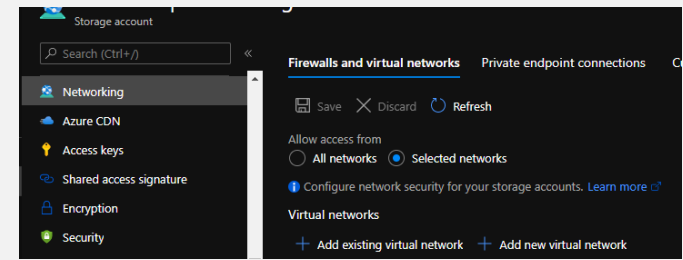 Storage account
Search (Ctrl+/)
«
Networking
Azure CDN
Access keys
Shared access signature
Encryption
Security
Firewalls and virtual networks Private endpoint connections
Save Discard Refresh
Allow access from
All networks Selected networks
Configure network security for your storage accounts. Learn more
Virtual networks
+ Add existing virtual network + Add new virtual network